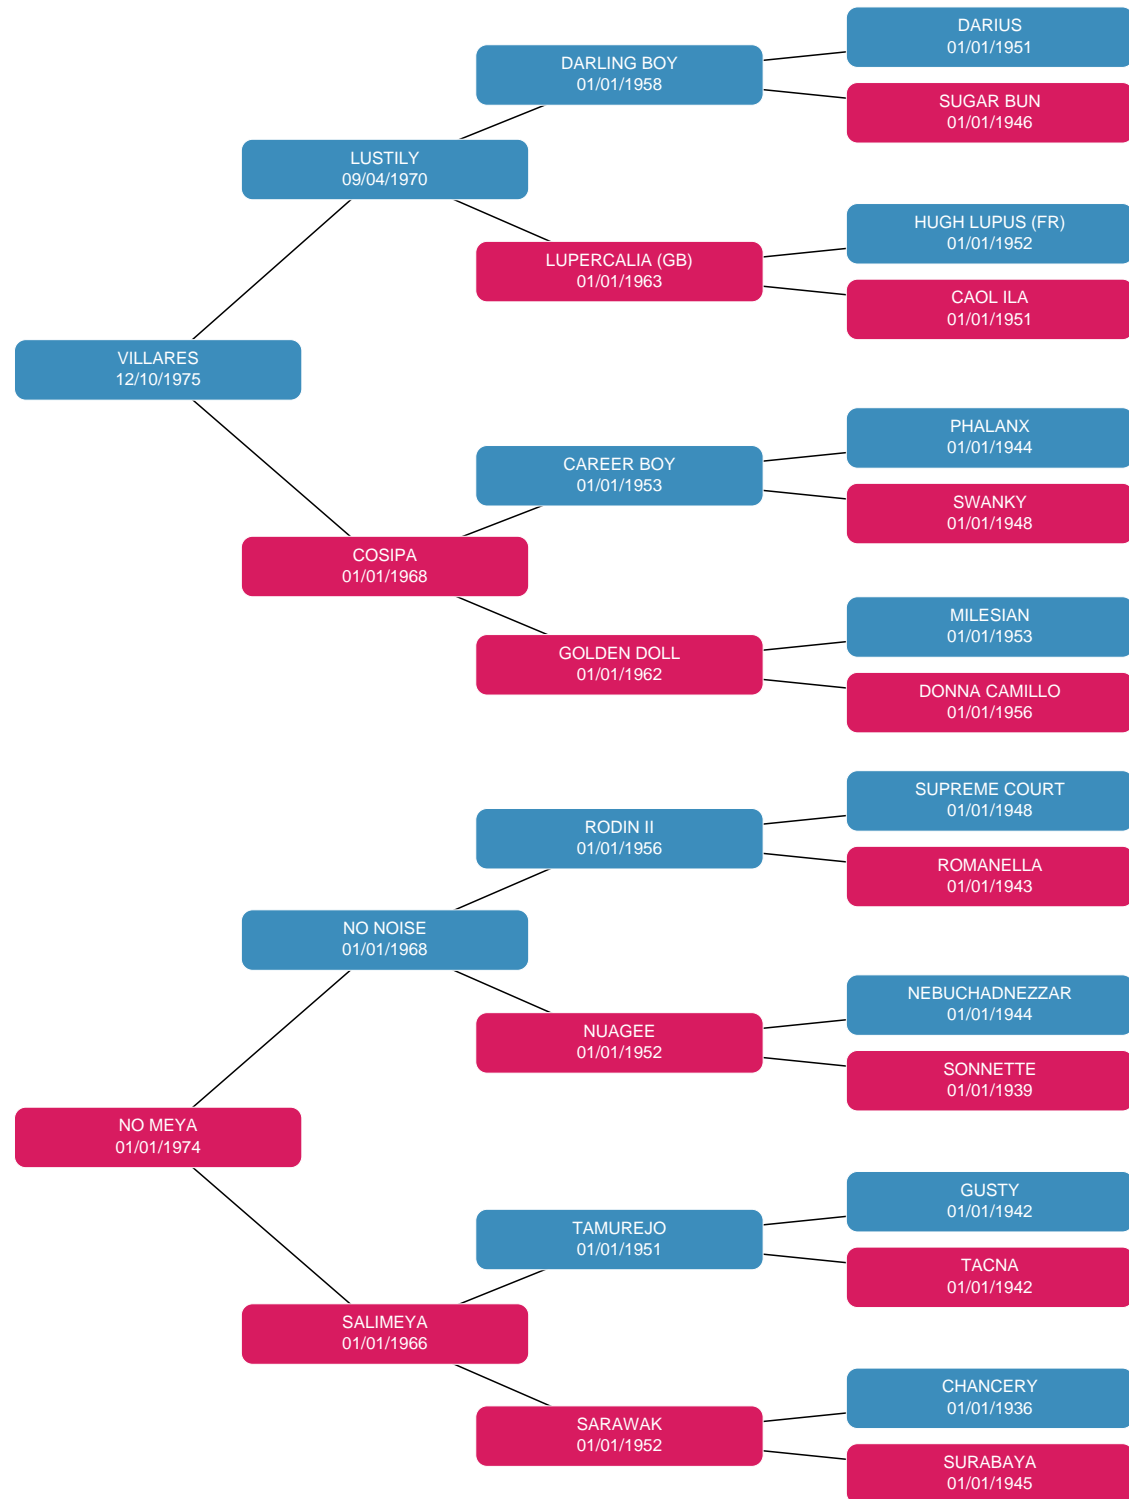 DARIUS
01/01/1951
DARLING BOY
01/01/1958
SUGAR BUN
01/01/1946
LUSTILY
09/04/1970
HUGH LUPUS (FR)
01/01/1952
LUPERCALIA (GB)
01/01/1963
CAOL ILA
01/01/1951
VILLARES
12/10/1975
PHALANX
01/01/1944
CAREER BOY
01/01/1953
SWANKY
01/01/1948
COSIPA
01/01/1968
MILESIAN
01/01/1953
GOLDEN DOLL
01/01/1962
DONNA CAMILLO
01/01/1956
SUPREME COURT
01/01/1948
RODIN II
01/01/1956
ROMANELLA
01/01/1943
NO NOISE
01/01/1968
NEBUCHADNEZZAR
01/01/1944
NUAGEE
01/01/1952
SONNETTE
01/01/1939
NO MEYA
01/01/1974
GUSTY
01/01/1942
TAMUREJO
01/01/1951
TACNA
01/01/1942
SALIMEYA
01/01/1966
CHANCERY
01/01/1936
SARAWAK
01/01/1952
SURABAYA
01/01/1945